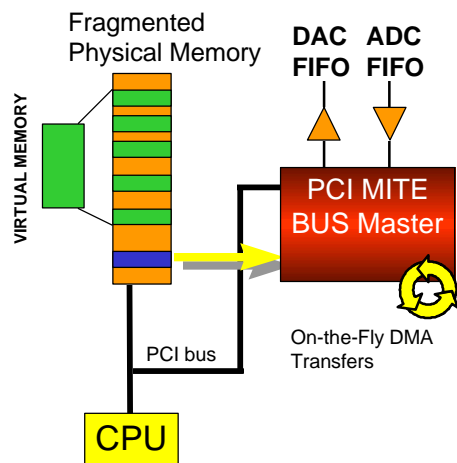 Fragmented
Physical Memory
DAC ADC
FIFO FIFO
VIRTUAL MEMORY
PCI MITE
BUS Master
On-the-Fly DMA
Transfers
PCI bus
CPU